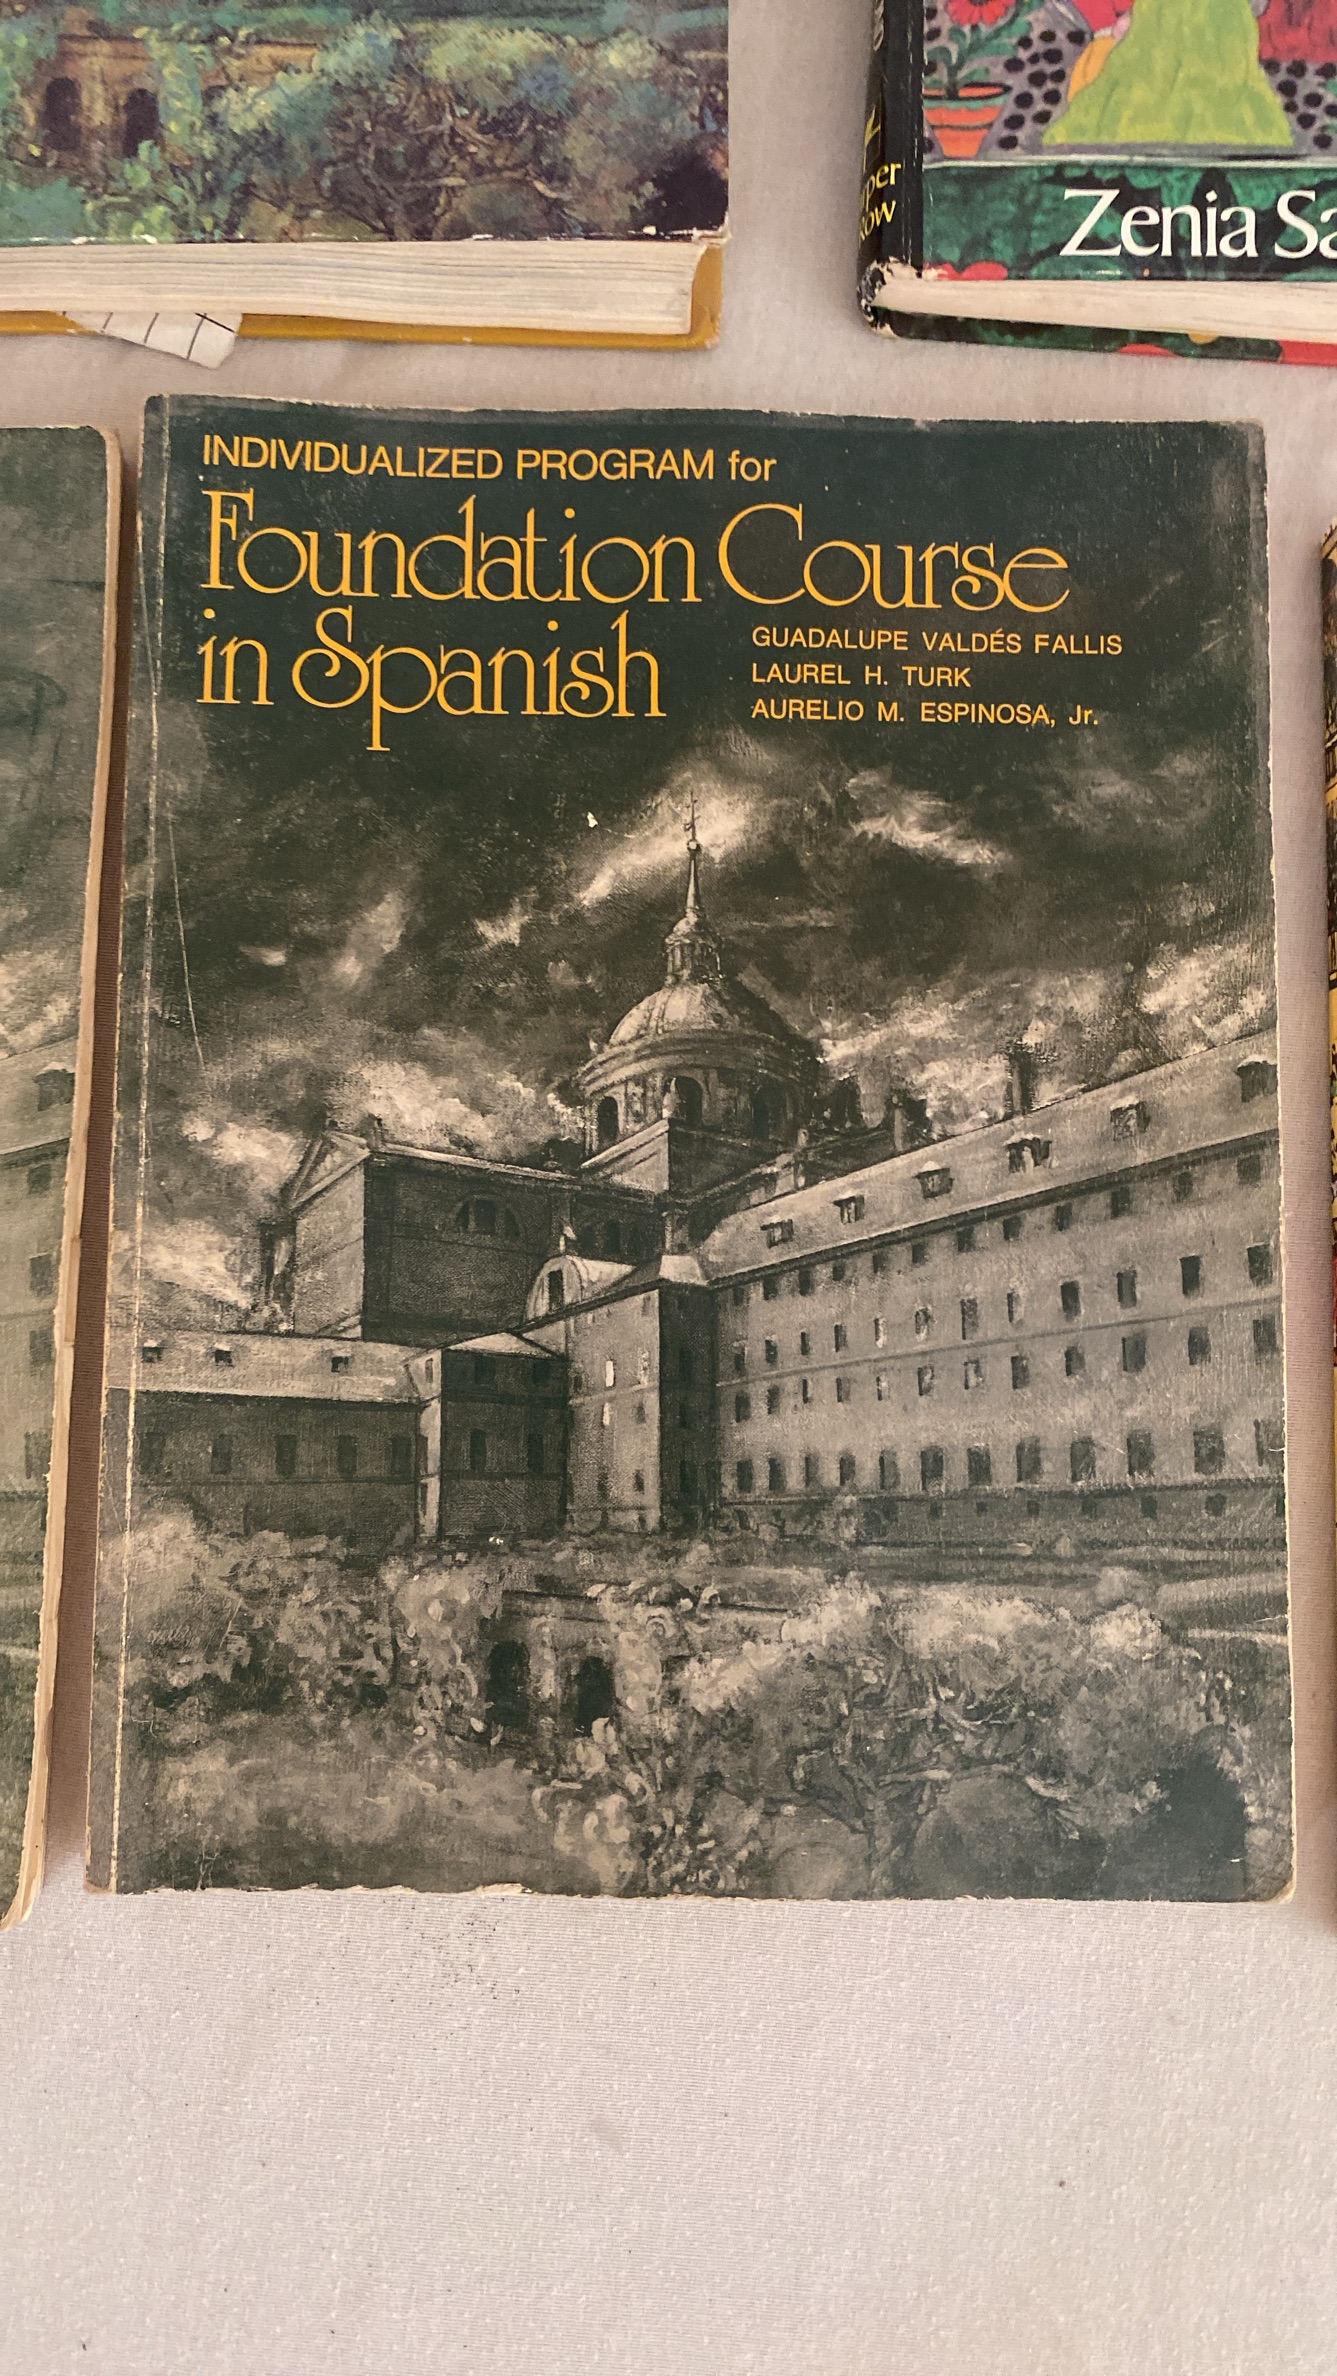 Zenia Sa
INDIVIDUALIZED PROGRAM for
Foundation Course
in Spanish
GUADALUPE VALDÉS FALLIS
LAUREL H. TURK
AURELIO M. ESPINOSA, Jr.